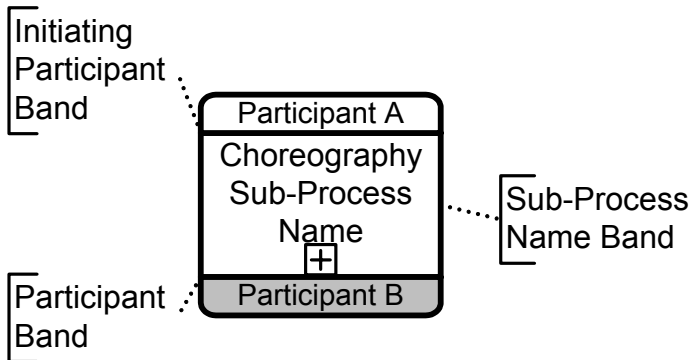 Initiating
Participant
Band
Participant A
Choreography
Sub-Process
Name
Sub-Process
Name Band
Participant B
Participant
Band